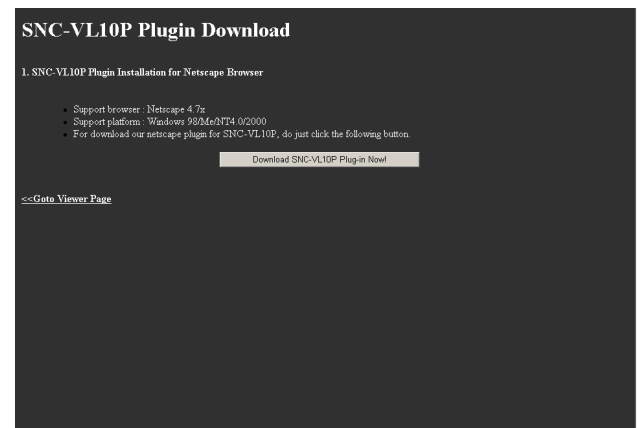 SNC-VL10P Plugin Download
1. SNC-VL10P Plugin Installation for Netscape Browser
Support browser : Netscape 4.7x
Support platform : Windows 98/Me/NT4.0/2000
For download our netscape plugin for SNC-VL10P, do just click the following button.
Download SNC-VL10P Plug-in Now!
<<Goto Viewer Page